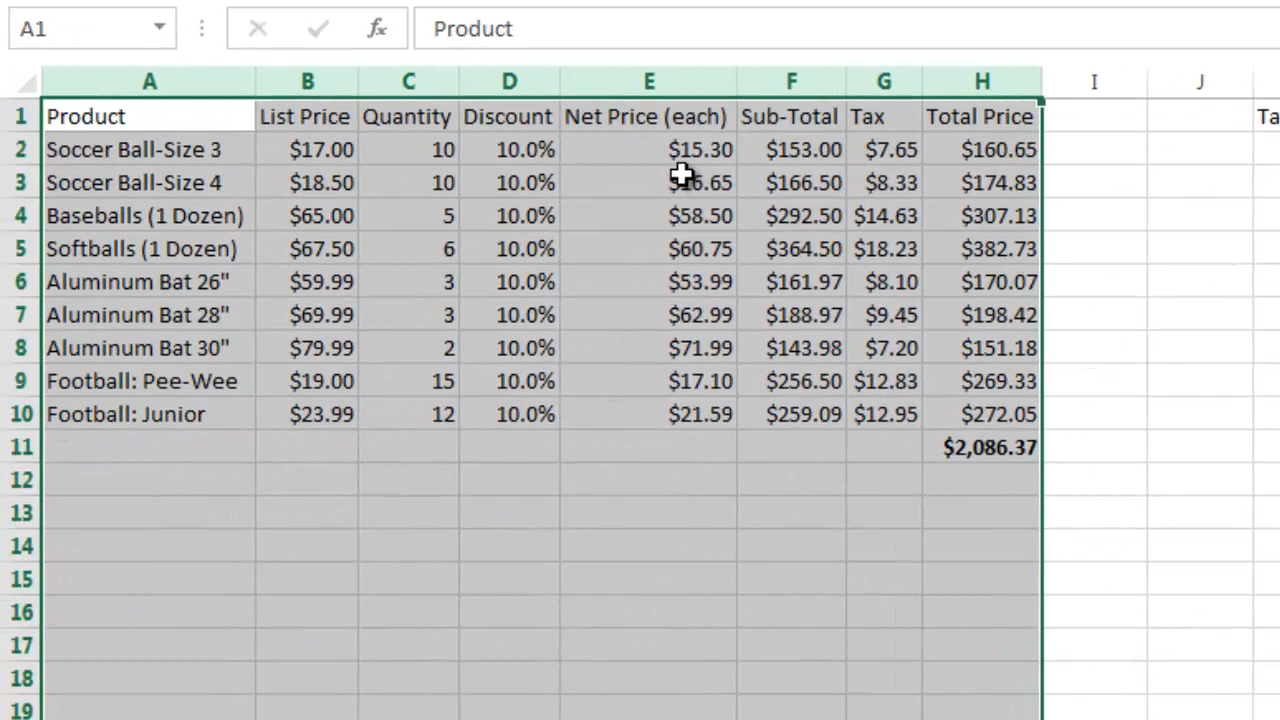 A1 fx Product
A B C D E F G H I J
1 Product List Price Quantity Discount Net Price (each) Sub-Total Tax Total Price
2 Soccer Ball-Size 3 $17.00 10 10.0% $15.30 $153.00 $7.65 $160.65
3 Soccer Ball-Size 4 $18.50 10 10.0% $166.50 $8.33 $174.83
4 Baseballs (1 Dozen) $65.00 5 10.0% $58.50 $292.50 $14.63 $307.13
5 Softballs (1 Dozen) $67.50 6 10.0% $60.75 $364.50 $18.23 $382.73
6 Aluminum Bat 26" $59.99 3 10.0% $53.99 $161.97 $8.10 $170.07
7 Aluminum Bat 28" $69.99 3 10.0% $62.99 $188.97 $9.45 $198.42
8 Aluminum Bat 30" $79.99 2 10.0% $71.99 $143.98 $7.20 $151.18
9 Football: Pee-Wee $19.00 15 10.0% $17.10 $256.50 $12.83 $269.33
10 Football: Junior $23.99 12 10.0% $21.59 $259.09 $12.95 $272.05
11 $2,086.37
12
13
14
15
16
17
18
19